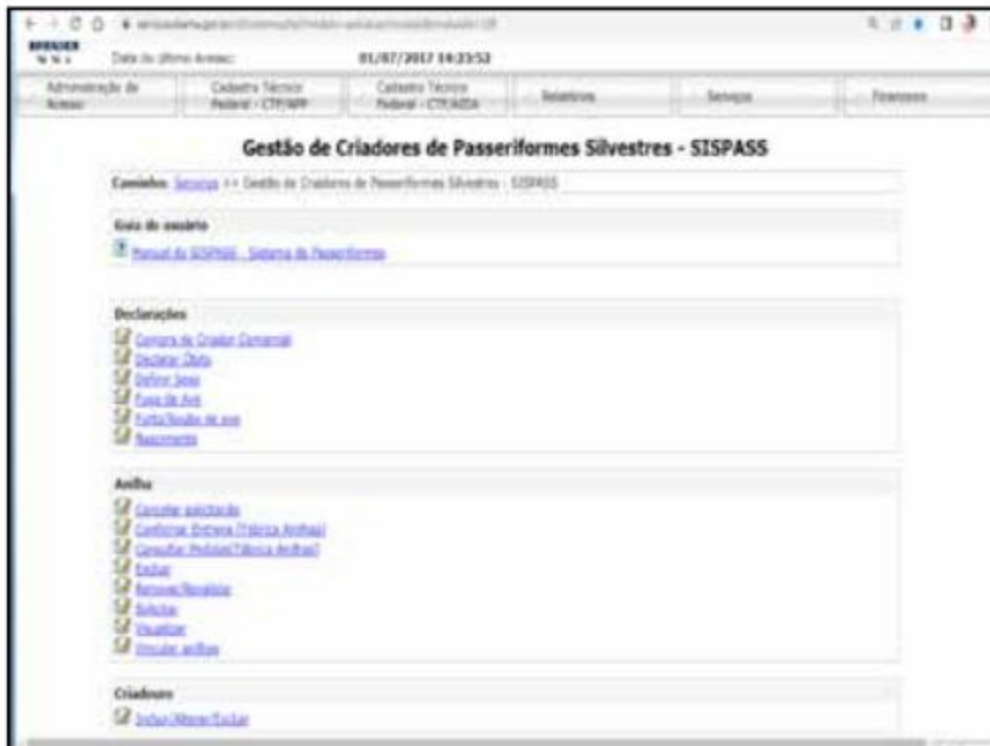 Data do último Acesso: 01/07/2017 14:23:52
Administração de Acesso
Cadastro Técnico Federal - CTF/APP
Cadastro Técnico Federal - CTF/AIDA
Relatórios
Serviços
Financeiro
Gestão de Criadores de Passeriformes Silvestres - SISPASS
Caminho: Serviços >> Gestão de Criadores de Passeriformes Silvestres - SISPASS
Guia do usuário
Manual do SISPASS - Sistema de Passeriformes
Declarações
Compra de Criador Comercial
Declarar Óbito
Definir Sexo
Fuga de Ave
Furto/Roubo de ave
Nascimento
Anilha
Cancelar solicitação
Confirmar Entrega (Fábrica Anilhas)
Consultar Pedidos(Fábrica Anilhas)
Excluir
Solicitar
Visualizar
Vincular anilhas
Criadouro
Incluir/Alterar/Excluir